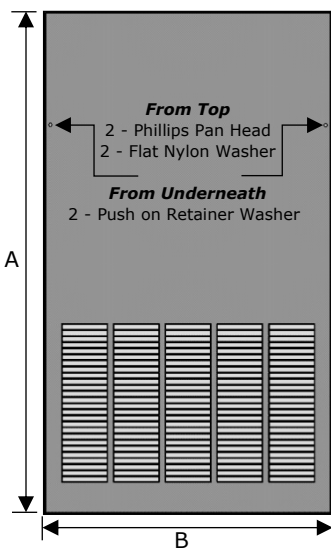 From Top
2 - Phillips Pan Head
2 - Flat Nylon Washer
From Underneath
2 - Push on Retainer Washer
A
B